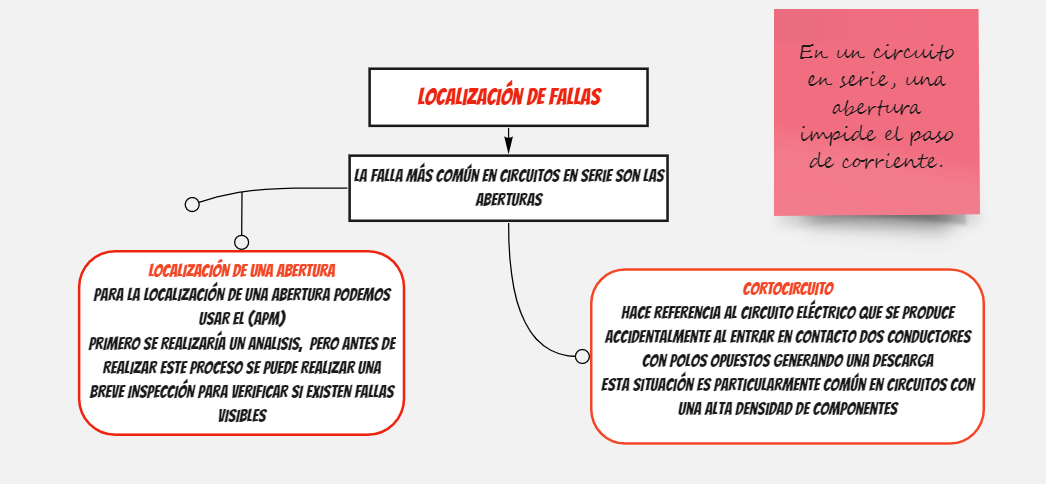 LOCALIZACIÓN DE FALLAS
LA FALLA MÁS COMÚN EN CIRCUITOS EN SERIE SON LAS
ABERTURAS
En un circuito
en serie, una
abertura
impide el paso
de corriente.
LOCALIZACIÓN DE UNA ABERTURA
PARA LA LOCALIZACIÓN DE UNA ABERTURA PODEMOS
USAR EL (APM)
PRIMERO SE REALIZARÍA UN ANALISIS, PERO ANTES DE
REALIZAR ESTE PROCESO SE PUEDE REALIZAR UNA
BREVE INSPECCIÓN PARA VERIFICAR SI EXISTEN FALLAS
VISIBLES
CORTOCIRCUITO
HACE REFERENCIA AL CIRCUITO ELÉCTRICO QUE SE PRODUCE
ACCIDENTALMENTE AL ENTRAR EN CONTACTO DOS CONDUCTORES
CON POLOS OPUESTOS GENERANDO UNA DESCARGA
ESTA SITUACIÓN ES PARTICULARMENTE COMÚN EN CIRCUITOS CON
UNA ALTA DENSIDAD DE COMPONENTES